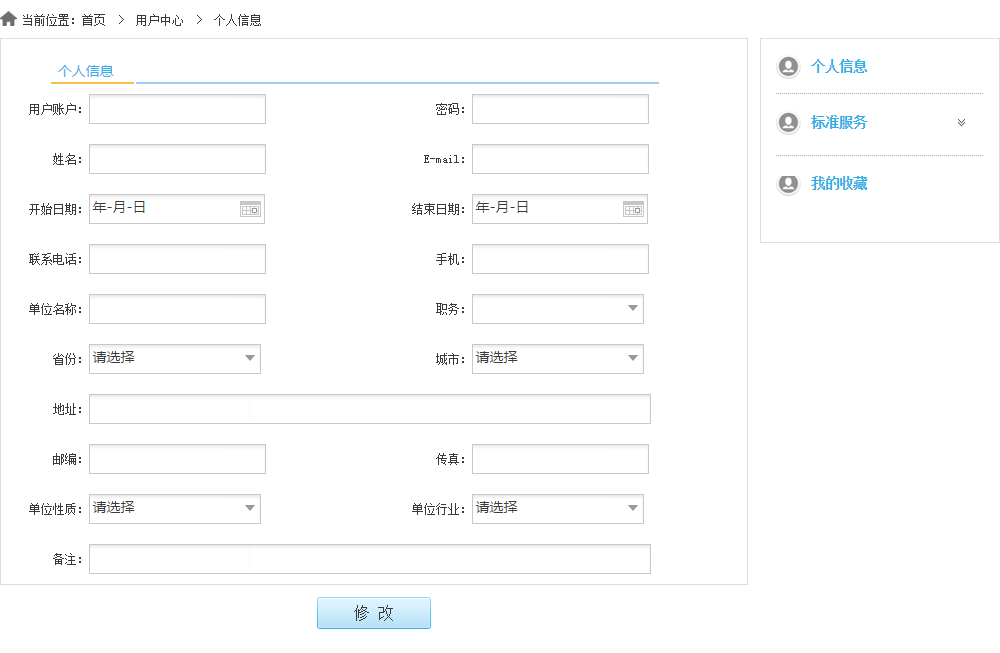 当前位置：首页 > 用户中心 > 个人信息
个人信息
用户账户：
密码：
姓名：
E-mail：
开始日期：年-月-日
结束日期：年-月-日
联系电话：
手机：
单位名称：
职务：
省份：请选择
城市：请选择
地址：
邮编：
传真：
单位性质：请选择
单位行业：请选择
备注：
修 改
个人信息
标准服务
我的收藏